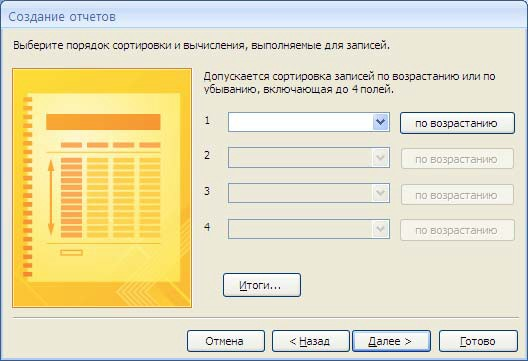 Создание отчетов
Выберите порядок сортировки и вычисления, выполняемые для записей.
Допускается сортировка записей по возрастанию или по
убыванию, включающая до 4 полей.
1 по возрастанию
2 по возрастанию
3 по возрастанию
4 по возрастанию
Итоги...
Отмена < Назад Далее > Готово